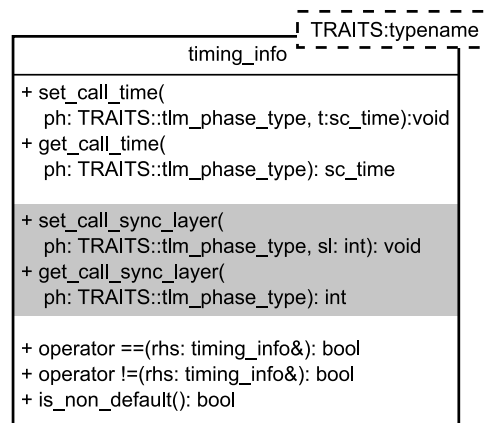 TRAITS:typename
timing_info
+ set_call_time(
ph: TRAITS::tlm_phase_type, t:sc_time):void
+ get_call_time(
ph: TRAITS::tlm_phase_type): sc_time
+ set_call_sync_layer(
ph: TRAITS::tlm_phase_type, sl: int): void
+ get_call_sync_layer(
ph: TRAITS::tlm_phase_type): int
+ operator ==(rhs: timing_info&): bool
+ operator !=(rhs: timing_info&): bool
+ is_non_default(): bool